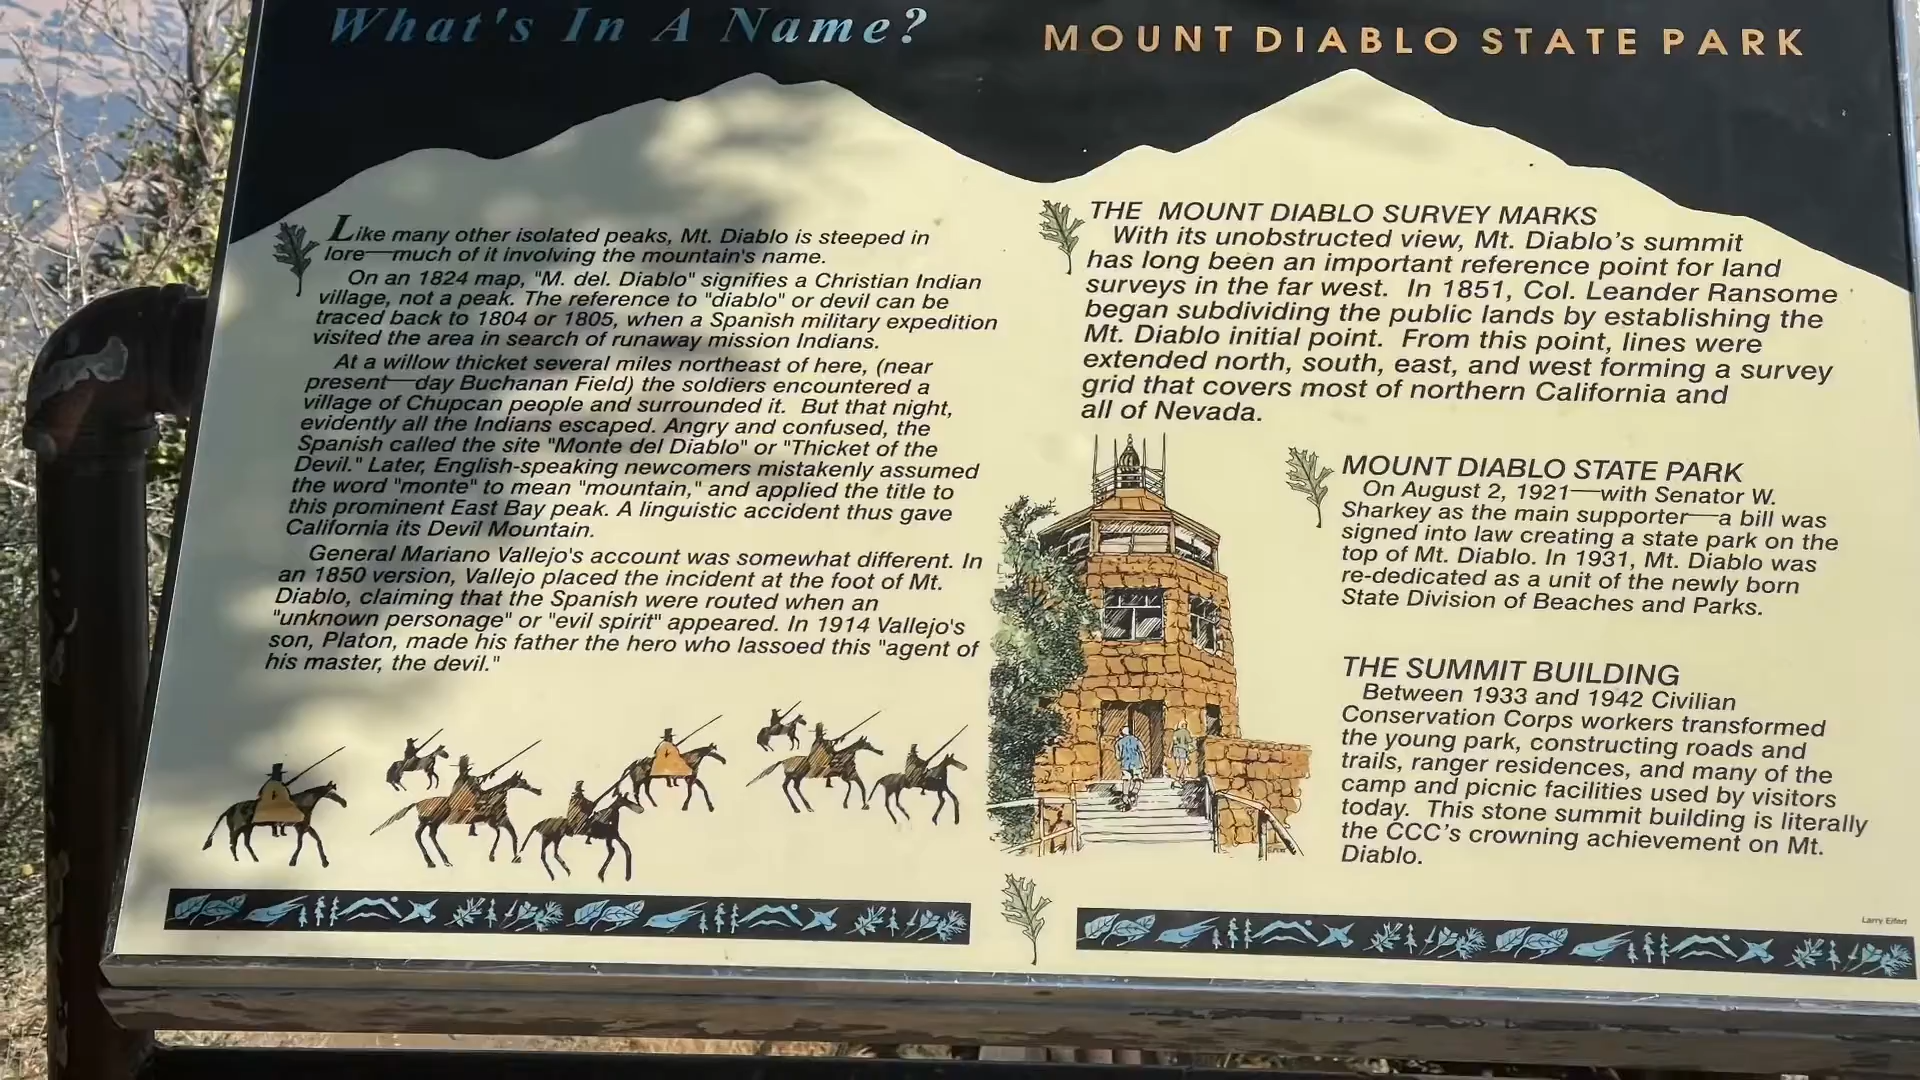 What's In A Name?
MOUNT DIABLO STATE PARK
Like many other isolated peaks, Mt. Diablo is steeped in
lore—much of it involving the mountain's name.
On an 1824 map, "M. del. Diablo" signifies a Christian Indian
village, not a peak. The reference to "diablo" or devil can be
traced back to 1804 or 1805, when a Spanish military expedition
visited the area in search of runaway mission Indians.
At a willow thicket several miles northeast of here, (near
present—day Buchanan Field) the soldiers encountered a
village of Chupcan people and surrounded it. But that night,
evidently all the Indians escaped. Angry and confused, the
Spanish called the site "Monte del Diablo" or "Thicket of the
Devil." Later, English-speaking newcomers mistakenly assumed
the word "monte" to mean "mountain," and applied the title to
this prominent East Bay peak. A linguistic accident thus gave
California its Devil Mountain.
General Mariano Vallejo's account was somewhat different. In
an 1850 version, Vallejo placed the incident at the foot of Mt.
Diablo, claiming that the Spanish were routed when an
"unknown personage" or "evil spirit" appeared. In 1914 Vallejo's
son, Platon, made his father the hero who lassoed this "agent of
his master, the devil."
THE MOUNT DIABLO SURVEY MARKS
With its unobstructed view, Mt. Diablo's summit
has long been an important reference point for land
surveys in the far west. In 1851, Col. Leander Ransome
began subdividing the public lands by establishing the
Mt. Diablo initial point. From this point, lines were
extended north, south, east, and west forming a survey
grid that covers most of northern California and
all of Nevada.
MOUNT DIABLO STATE PARK
On August 2, 1921—with Senator W.
Sharkey as the main supporter—a bill was
signed into law creating a state park on the
top of Mt. Diablo. In 1931, Mt. Diablo was
re-dedicated as a unit of the newly born
State Division of Beaches and Parks.
THE SUMMIT BUILDING
Between 1933 and 1942 Civilian
Conservation Corps workers transformed
the young park, constructing roads and
trails, ranger residences, and many of the
camp and picnic facilities used by visitors
today. This stone summit building is literally
the CCC's crowning achievement on Mt.
Diablo.
Larry Eifert